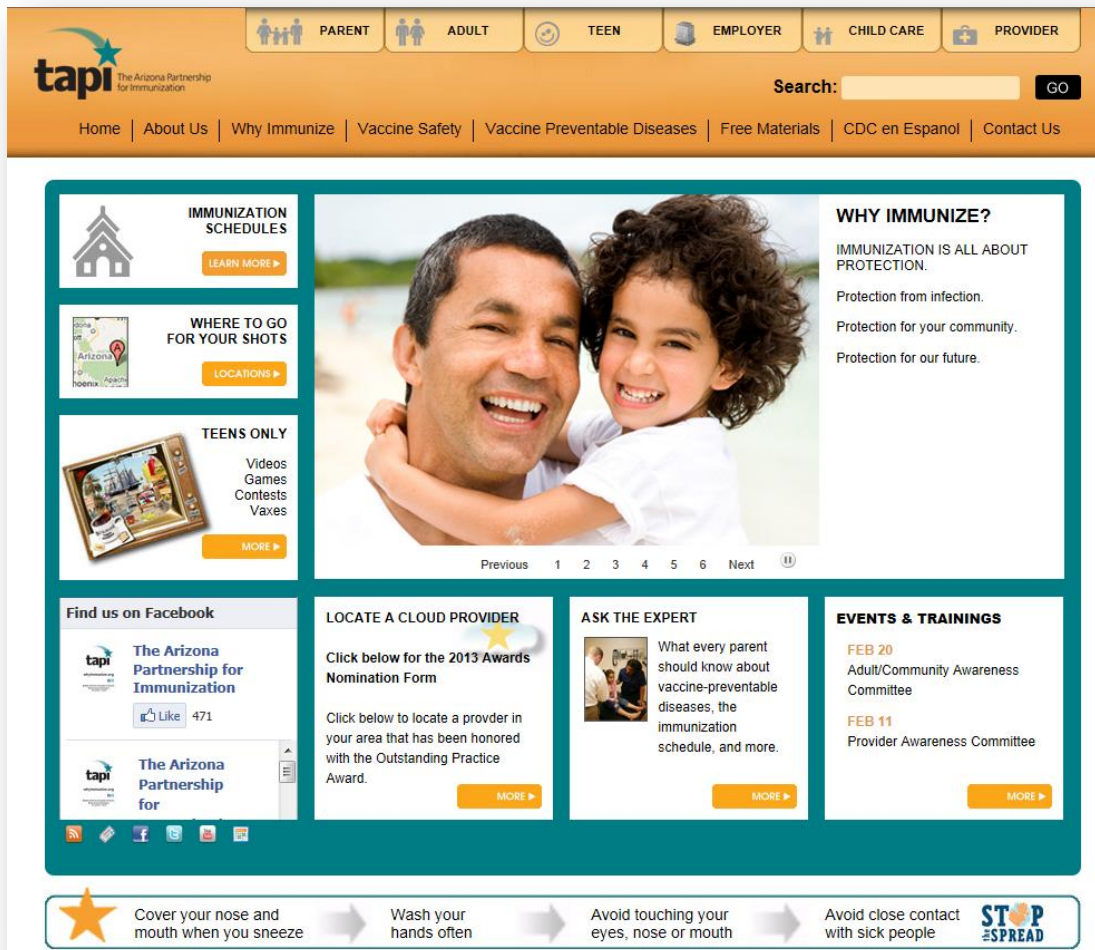 PARENT
ADULT
TEEN
EMPLOYER
CHILD CARE
PROVIDER
tapi The Arizona Partnership
for Immunization
Search:
GO
Home | About Us | Why Immunize | Vaccine Safety | Vaccine Preventable Diseases | Free Materials | CDC en Espanol | Contact Us
IMMUNIZATION
SCHEDULES
LEARN MORE
WHERE TO GO
FOR YOUR SHOTS
Arizona
LOCATIONS
TEENS ONLY
Videos
Games
Contests
Vaxes
MORE
WHY IMMUNIZE?
IMMUNIZATION IS ALL ABOUT
PROTECTION.
Protection from infection.
Protection for your community.
Protection for our future.
Previous 1 2 3 4 5 6 Next
Find us on Facebook
tapi
The Arizona
Partnership for
Immunization
Like 471
tapi
The Arizona
Partnership
for
LOCATE A CLOUD PROVIDER
Click below for the 2013 Awards
Nomination Form
Click below to locate a provder in
your area that has been honored
with the Outstanding Practice
Award.
MORE
ASK THE EXPERT
What every parent
should know about
vaccine-preventable
diseases, the
immunization
schedule, and more.
MORE
EVENTS & TRAININGS
FEB 20
Adult/Community Awareness
Committee
FEB 11
Provider Awareness Committee
MORE
Cover your nose and
mouth when you sneeze
Wash your
hands often
Avoid touching your
eyes, nose or mouth
Avoid close contact
with sick people
STOP
the SPREAD